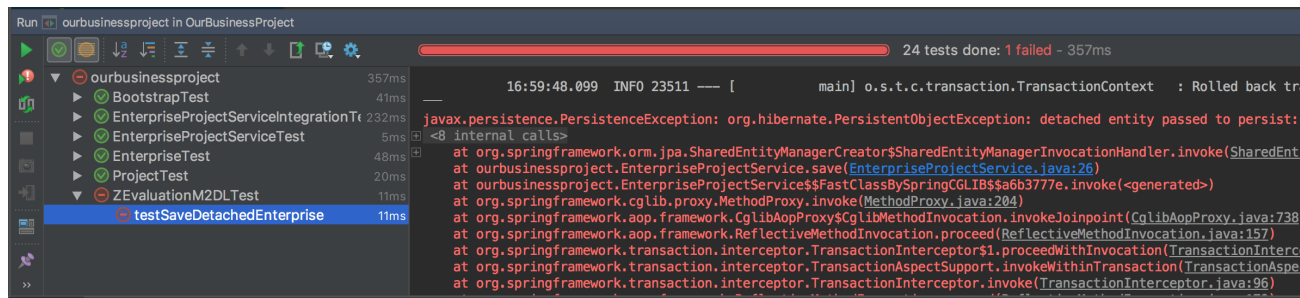 Run ourbusinessproject in OurBusinessProject
24 tests done: 1 failed - 357ms
ourbusinessproject 357ms
BootstrapTest 41ms
EnterpriseProjectServiceIntegrationTe 232ms
EnterpriseProjectServiceTest 5ms
EnterpriseTest 48ms
ProjectTest 20ms
ZEvaluationM2DLTest 11ms
testSaveDetachedEnterprise 11ms
16:59:48.099 INFO 23511 --- [ main] o.s.t.c.transaction.TransactionContext : Rolled back tra
javax.persistence.PersistenceException: org.hibernate.PersistentObjectException: detached entity passed to persist:
<8 internal calls>
at org.springframework.orm.jpa.SharedEntityManagerCreator$SharedEntityManagerInvocationHandler.invoke(SharedEnt
at ourbusinessproject.EnterpriseProjectService.save(EnterpriseProjectService.java:26)
at ourbusinessproject.EnterpriseProjectService$$FastClassBySpringCGLIB$$a6b3777e.invoke(<generated>)
at org.springframework.cglib.proxy.MethodProxy.invoke(MethodProxy.java:204)
at org.springframework.aop.framework.CglibAopProxy$CglibMethodInvocation.invokeJoinpoint(CglibAopProxy.java:738
at org.springframework.aop.framework.ReflectiveMethodInvocation.proceed(ReflectiveMethodInvocation.java:157)
at org.springframework.transaction.interceptor.TransactionInterceptor$1.proceedWithInvocation(TransactionInterc
at org.springframework.transaction.interceptor.TransactionAspectSupport.invokeWithinTransaction(TransactionAspe
at org.springframework.transaction.interceptor.TransactionInterceptor.invoke(TransactionInterceptor.java:96)